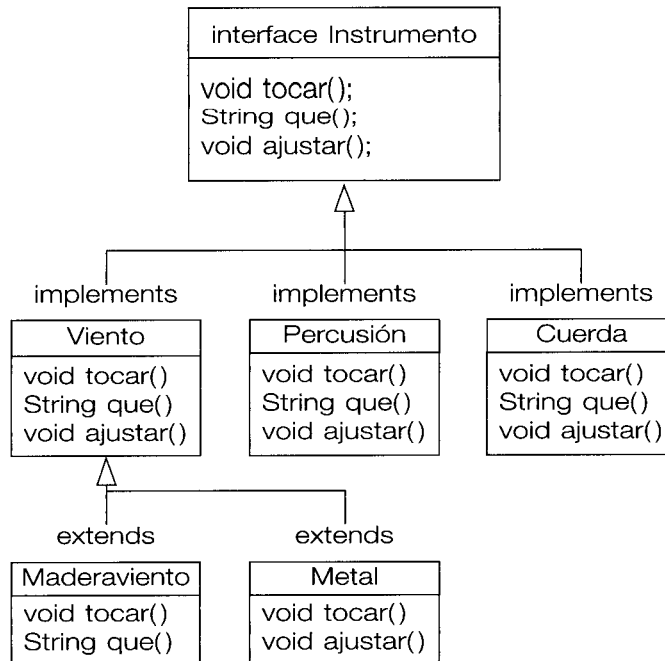 interface Instrumento
void tocar();
String que();
void ajustar();
implements
implements
implements
Viento
void tocar()
String que()
void ajustar()
Percusión
void tocar()
String que()
void ajustar()
Cuerda
void tocar()
String que()
void ajustar()
extends
extends
Maderaviento
void tocar()
String que()
Metal
void tocar()
void ajustar()